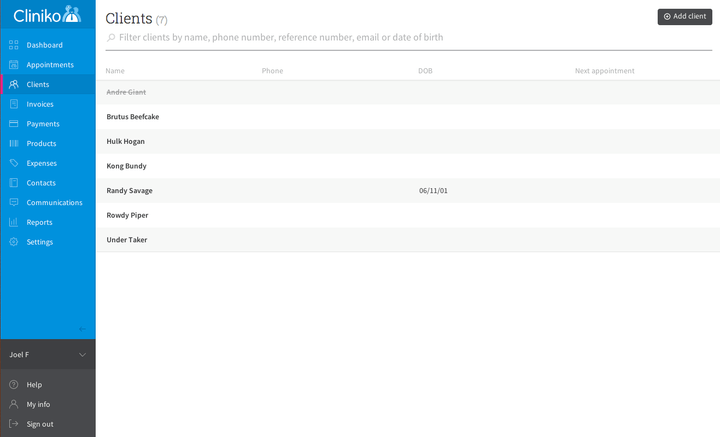 Cliniko
Clients (7)
Add client
Filter clients by name, phone number, reference number, email or date of birth
Name Phone DOB Next appointment
Andre Giant
Brutus Beefcake
Hulk Hogan
Kong Bundy
Randy Savage 06/11/01
Rowdy Piper
Under Taker
Dashboard
Appointments
Clients
Invoices
Payments
Products
Expenses
Contacts
Communications
Reports
Settings
Joel F
Help
My info
Sign out